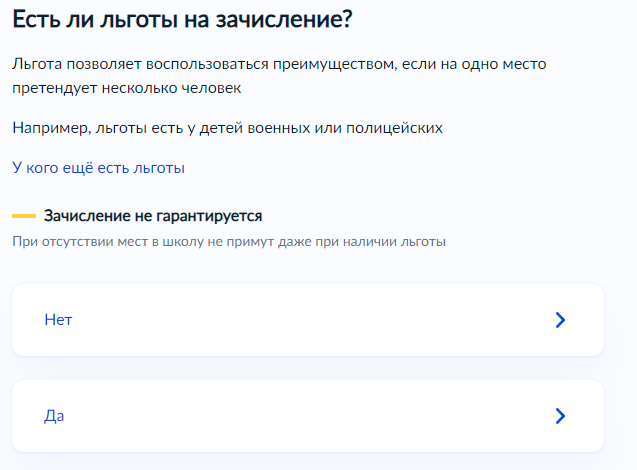 Есть ли льготы на зачисление?
Льгота позволяет воспользоваться преимуществом, если на одно место
претендует несколько человек
Например, льготы есть у детей военных или полицейских
У кого ещё есть льготы
Зачисление не гарантируется
При отсутствии мест в школу не примут даже при наличии льготы
Нет
Да